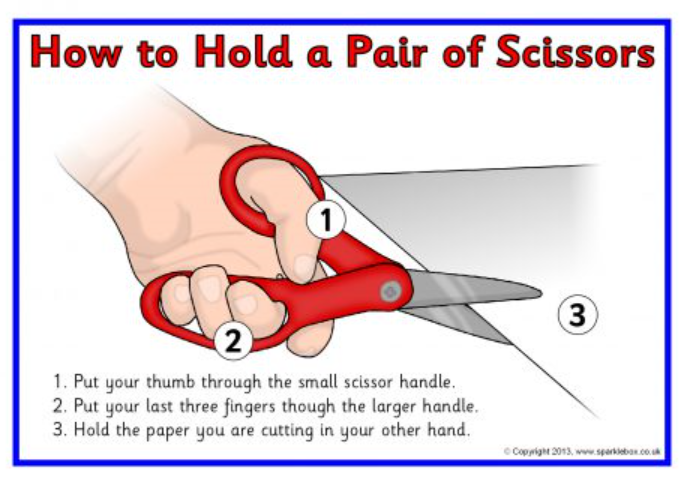 How to Hold a Pair of Scissors
1
2
3
1. Put your thumb through the small scissor handle.
2. Put your last three fingers though the larger handle.
3. Hold the paper you are cutting in your other hand.
© Copyright 2013, www.sparklebox.co.uk